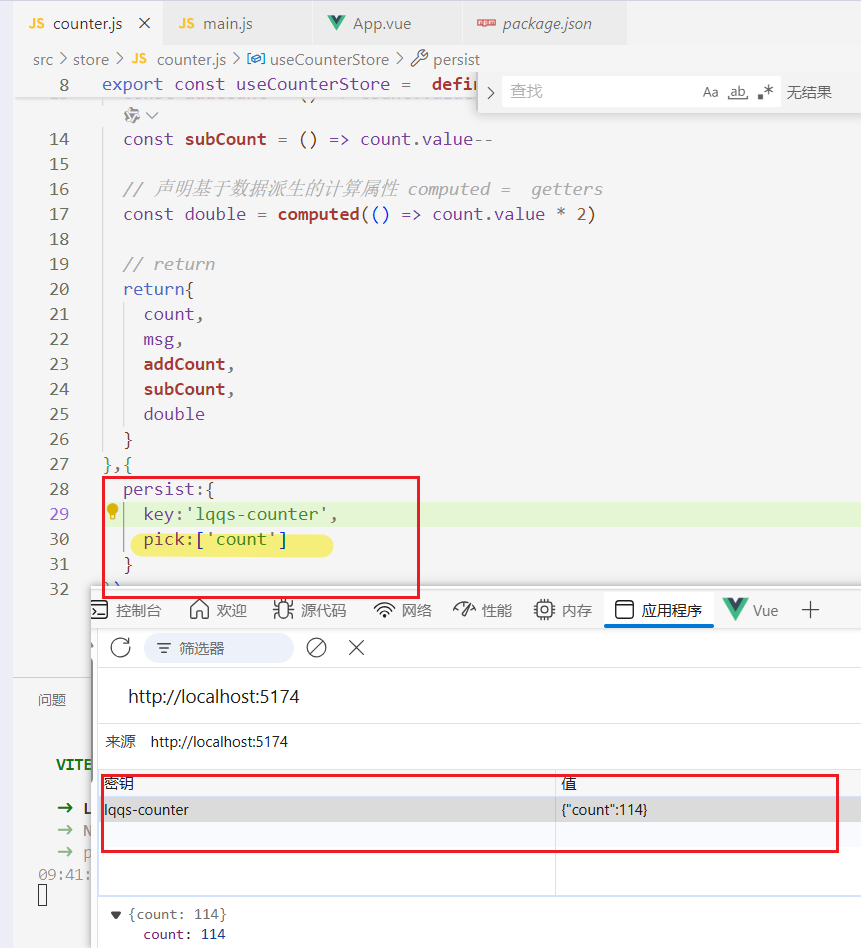 JS counter.js
JS main.js
App.vue
npm package.json
src > store > JS counter.js > useCounterStore > persist
8 export const useCounterStore = defin
> 查找 Aa ab .* 无结果
14 const subCount = () => count.value--
15
16 // 声明基于数据派生的计算属性 computed = getters
17 const double = computed(() => count.value * 2)
18
19 // return
20 return{
21 count,
22 msg,
23 addCount,
24 subCount,
25 double
26 }
27 },{
28 persist:{
29 key:'lqqs-counter',
30 pick:['count']
31 }
32
控制台 欢迎 源代码 网络 性能 内存 应用程序 Vue
筛选器
http://localhost:5174
问题
来源 http://localhost:5174
VITE
密钥 值
→ L
lqqs-counter {"count":114}
→ N
→ p
09:41:
{count: 114}
count: 114